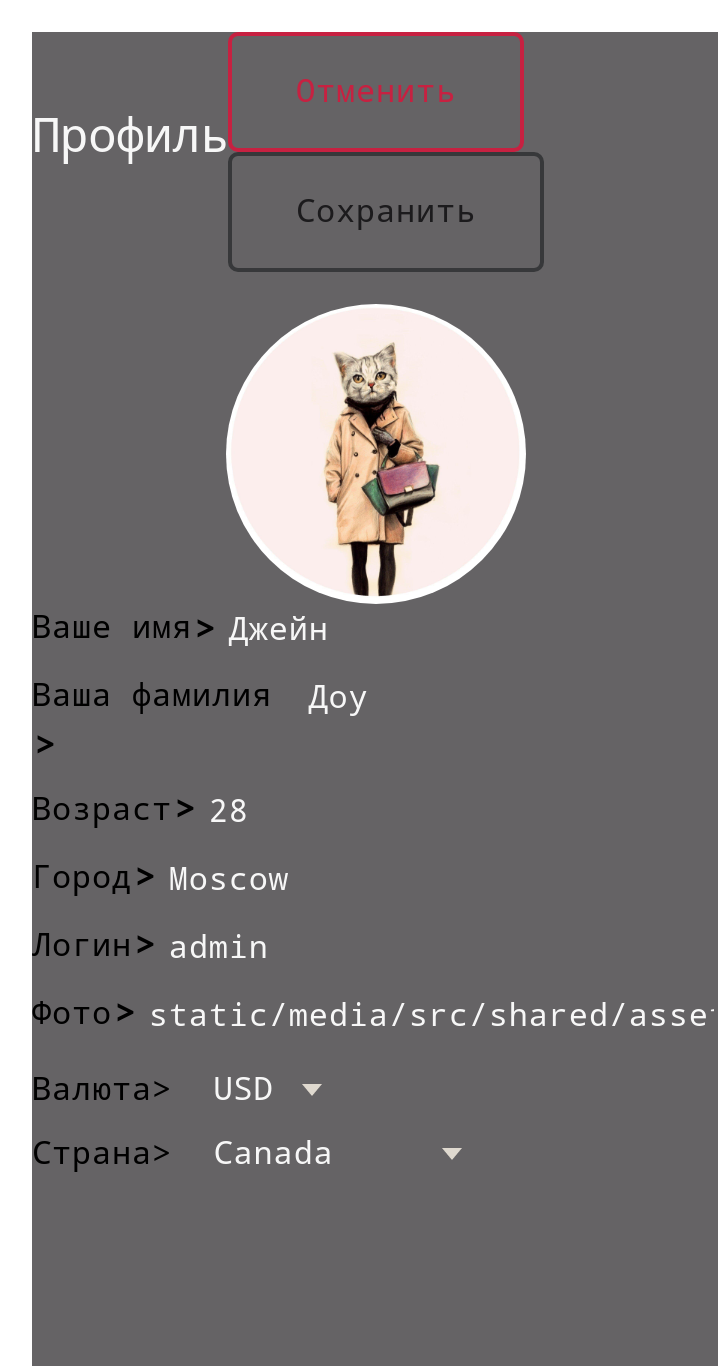 Отменить
Профиль
Сохранить
Ваше имя> Джейн
Ваша фамилия Доу
>
Возраст> 28
Город> Moscow
Логин> admin
Фото> static/media/src/shared/asse
Валюта> USD
Страна> Canada